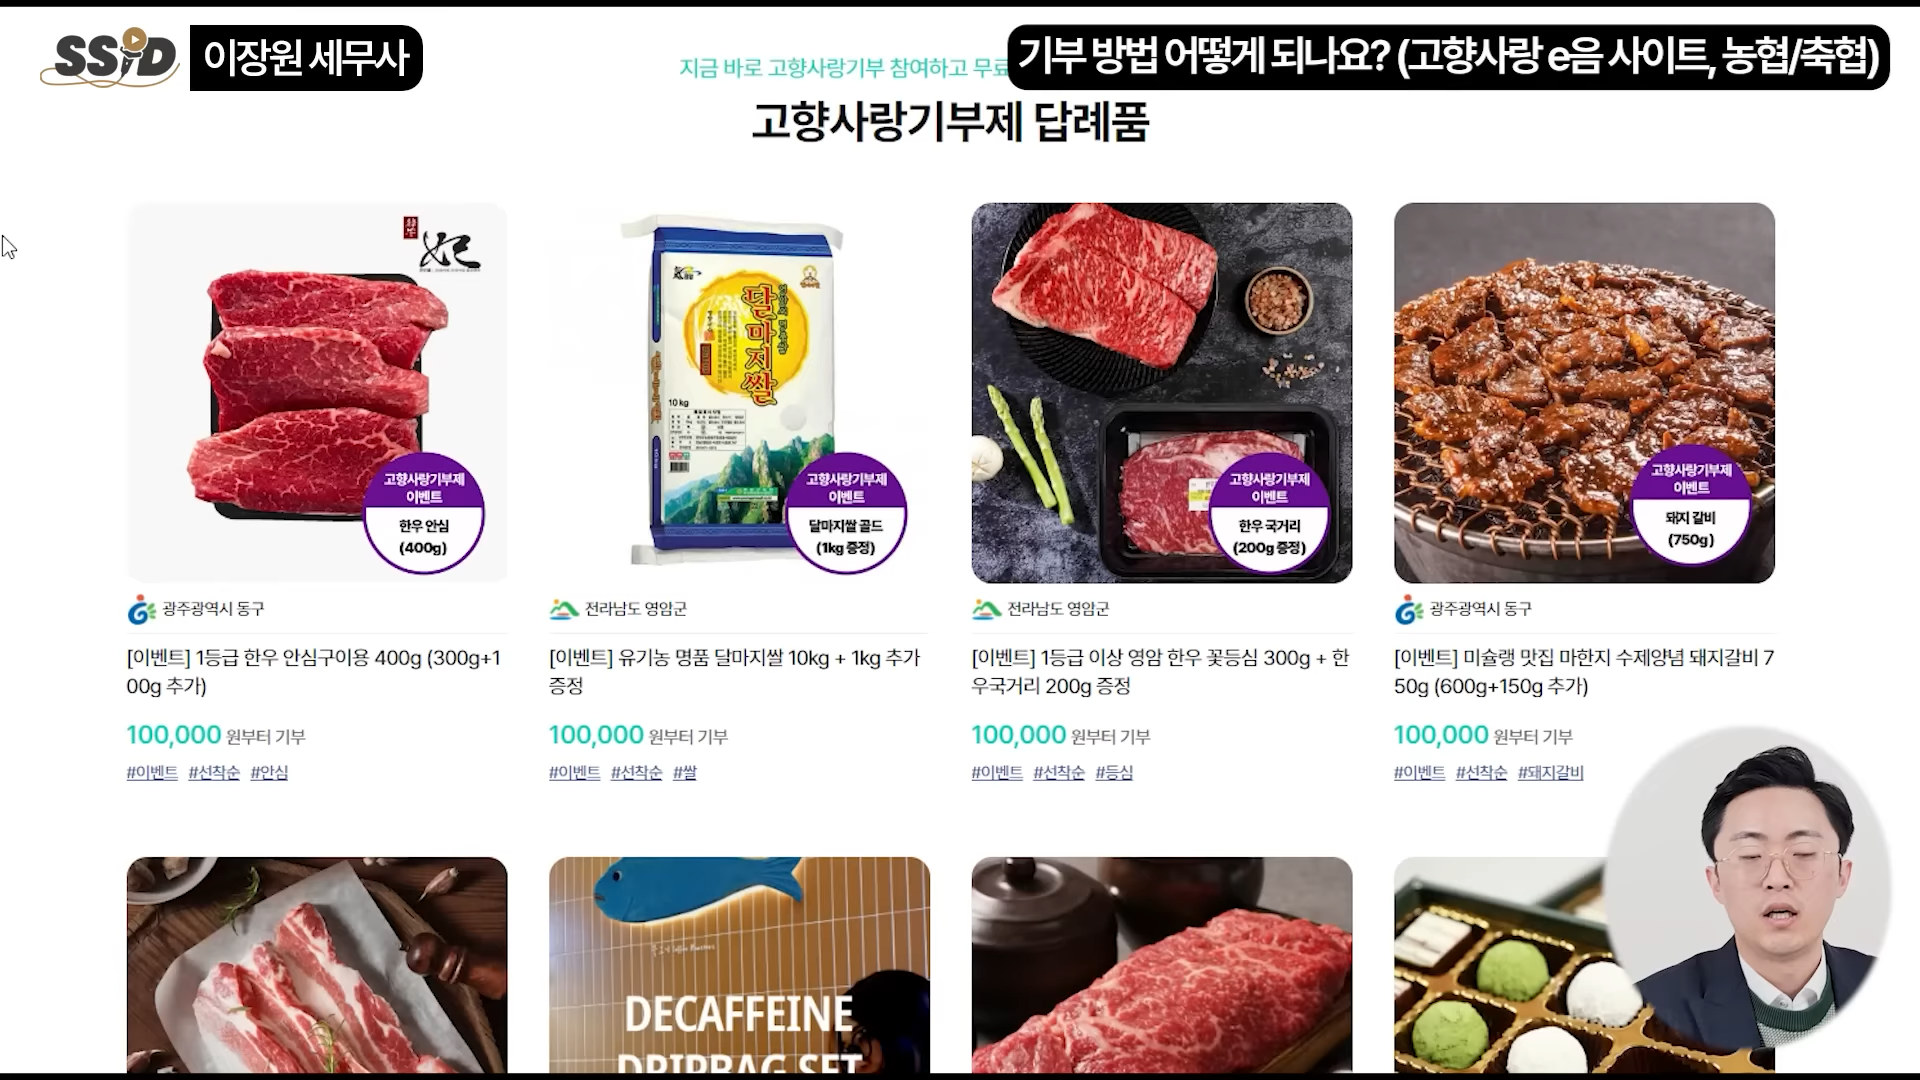 SSiD 이장원 세무사
기부 방법 어떻게 되나요? (고향사랑 e음 사이트, 농협/축협)
지금 바로 고향사랑기부 참여하고 무료
고향사랑기부제 답례품
고향사랑기부제
이벤트
한우 안심
(400g)
달마지쌀
10 kg
고향사랑기부제
이벤트
달마지쌀 골드
(1kg 증정)
고향사랑기부제
이벤트
한우 국거리
(200g 증정)
고향사랑기부제
이벤트
돼지 갈비
(750g)
광주광역시 동구
[이벤트] 1등급 한우 안심구이용 400g (300g+1
00g 추가)
100,000 원부터 기부
#이벤트 #선착순 #안심
전라남도 영암군
[이벤트] 유기농 명품 달마지쌀 10kg + 1kg 추가
증정
100,000 원부터 기부
#이벤트 #선착순 #쌀
전라남도 영암군
[이벤트] 1등급 이상 영암 한우 꽃등심 300g + 한
우국거리 200g 증정
100,000 원부터 기부
#이벤트 #선착순 #등심
광주광역시 동구
[이벤트] 미슐랭 맛집 마한지 수제양념 돼지갈비 7
50g (600g+150g 추가)
100,000 원부터 기부
#이벤트 #선착순 #돼지갈비
DECAFFEINE
DRIPBAG SET